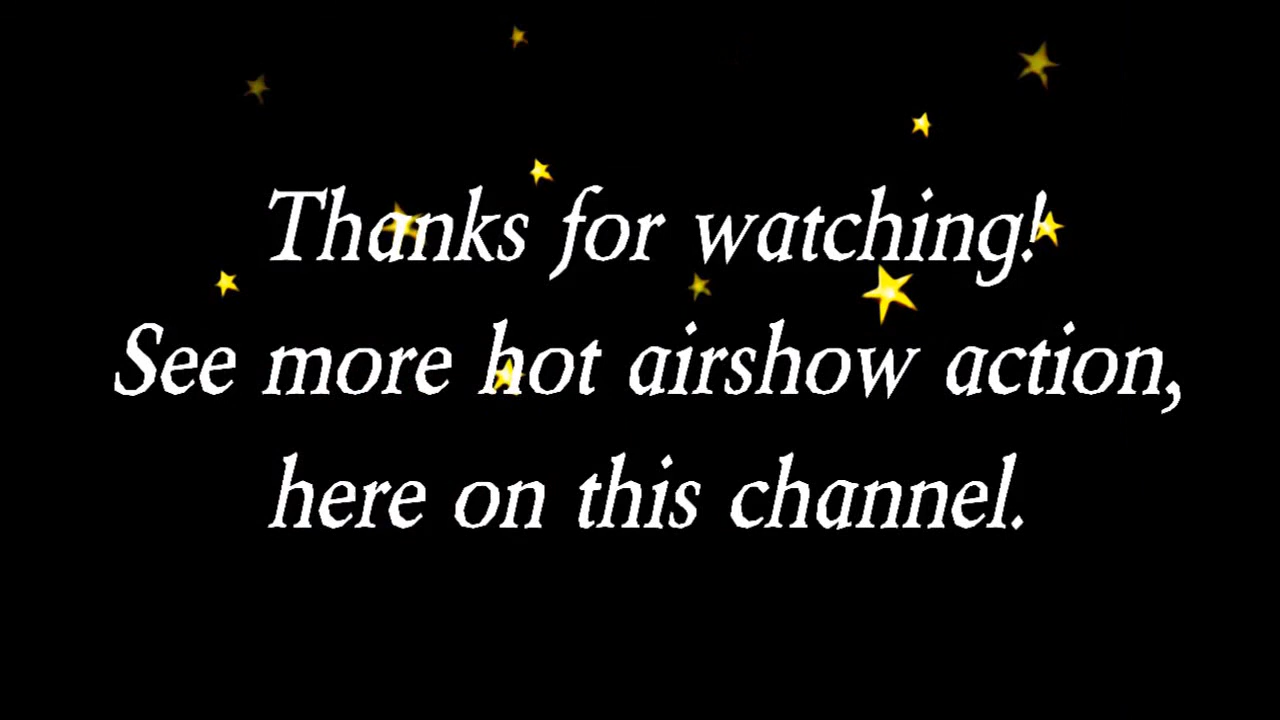 Thanks for watching!
See more hot airshow action,
here on this channel.